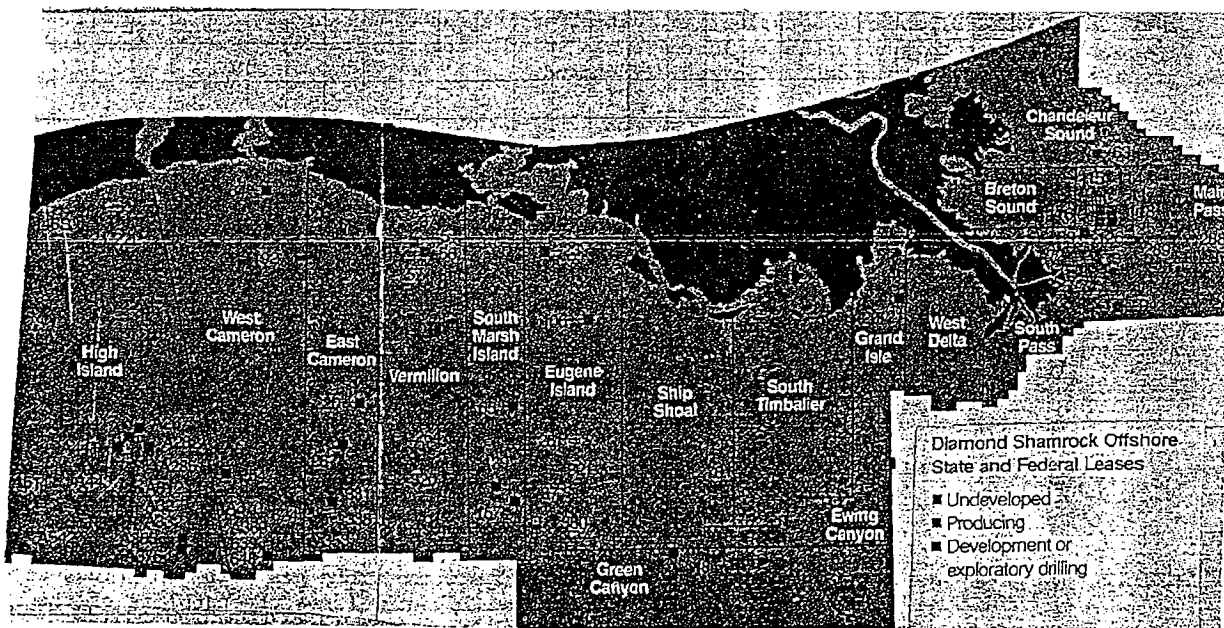 Chandeleur
Sound
Breton
Sound
Main
Pass
West
Cameron
High
Island
East
Cameron
Vermilion
South
Marsh
Island
Eugene
Island
Ship
Shoal
South
Timbalier
Grand
Isle
West
Delta
South
Pass
Ewing
Canyon
Green
Canyon
Diamond Shamrock Offshore
State and Federal Leases
Undeveloped
Producing
Development or
exploratory drilling